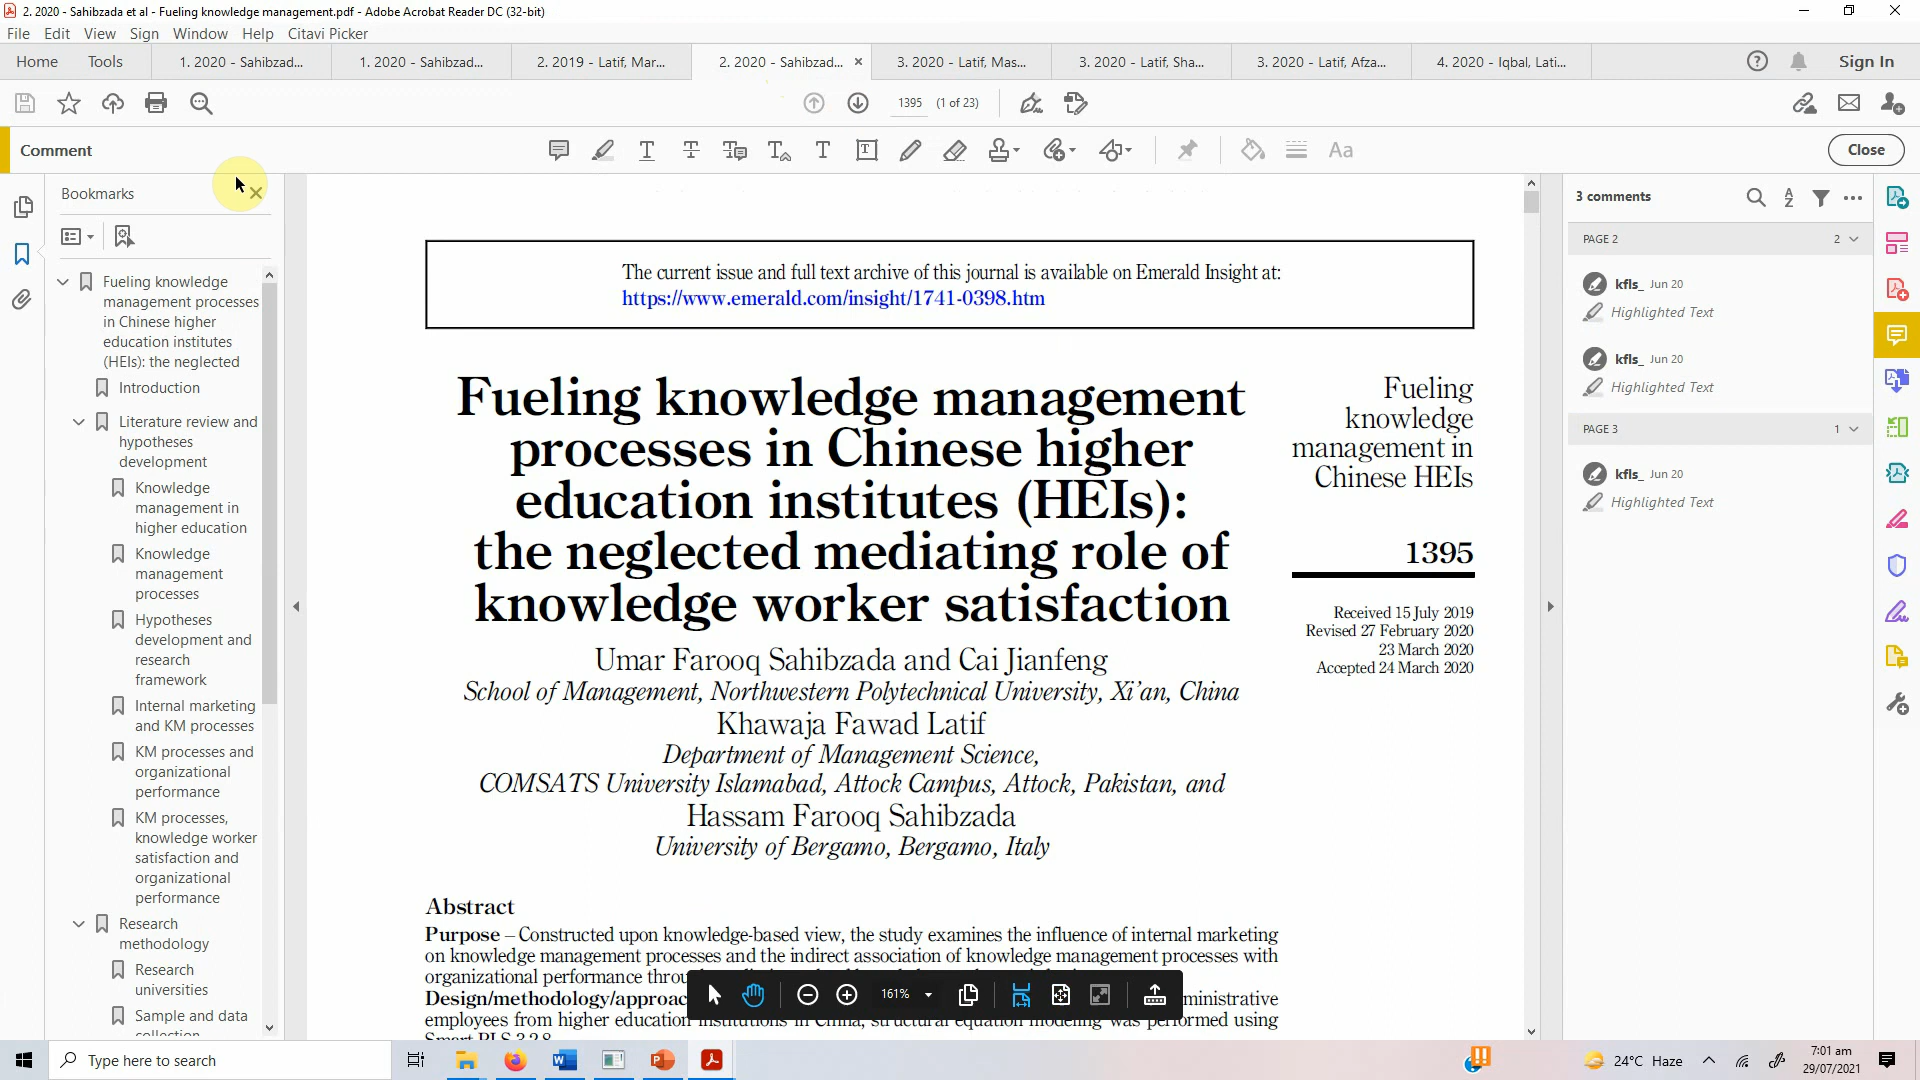 2. 2020 - Sahibzada et al - Fueling knowledge management.pdf - Adobe Acrobat Reader DC (32-bit)
File Edit View Sign Window Help Citavi Picker
Home Tools 1. 2020 - Sahibzad... 1. 2020 - Sahibzad... 2. 2019 - Latif, Mar... 2. 2020 - Sahibzad... 3. 2020 - Latif, Mas... 3. 2020 - Latif, Sha... 3. 2020 - Latif, Afza... 4. 2020 - Iqbal, Lati... Sign In
1395 (1 of 23)
Comment
Aa
Close
Bookmarks
Fueling knowledge
management processes
in Chinese higher
education institutes
(HEIs): the neglected
Introduction
Literature review and
hypotheses
development
Knowledge
management in
higher education
Knowledge
management
processes
Hypotheses
development and
research
framework
Internal marketing
and KM processes
KM processes and
organizational
performance
KM processes,
knowledge worker
satisfaction and
organizational
performance
Research
methodology
Research
universities
Sample and data
collection
The current issue and full text archive of this journal is available on Emerald Insight at:
https://www.emerald.com/insight/1741-0398.htm
Fueling knowledge management
processes in Chinese higher
education institutes (HEIs):
the neglected mediating role of
knowledge worker satisfaction
Umar Farooq Sahibzada and Cai Jianfeng
School of Management, Northwestern Polytechnical University, Xi'an, China
Khawaja Fawad Latif
Department of Management Science,
COMSATS University Islamabad, Attock Campus, Attock, Pakistan, and
Hassam Farooq Sahibzada
University of Bergamo, Bergamo, Italy
Fueling
knowledge
management in
Chinese HEIs
1395
Received 15 July 2019
Revised 27 February 2020
23 March 2020
Accepted 24 March 2020
Abstract
Purpose – Constructed upon knowledge-based view, the study examines the influence of internal marketing
on knowledge management processes and the indirect association of knowledge management processes with
organizational performance
Design/methodology/approac
employees from higher education institutions in China, structural equation modeling was performed using
Smart PLS 3.2.8
161%
3 comments
PAGE 2 2
kfls_ Jun 20
Highlighted Text
kfls_ Jun 20
Highlighted Text
PAGE 3 1
kfls_ Jun 20
Highlighted Text
Type here to search
24°C Haze
7:01 am
29/07/2021